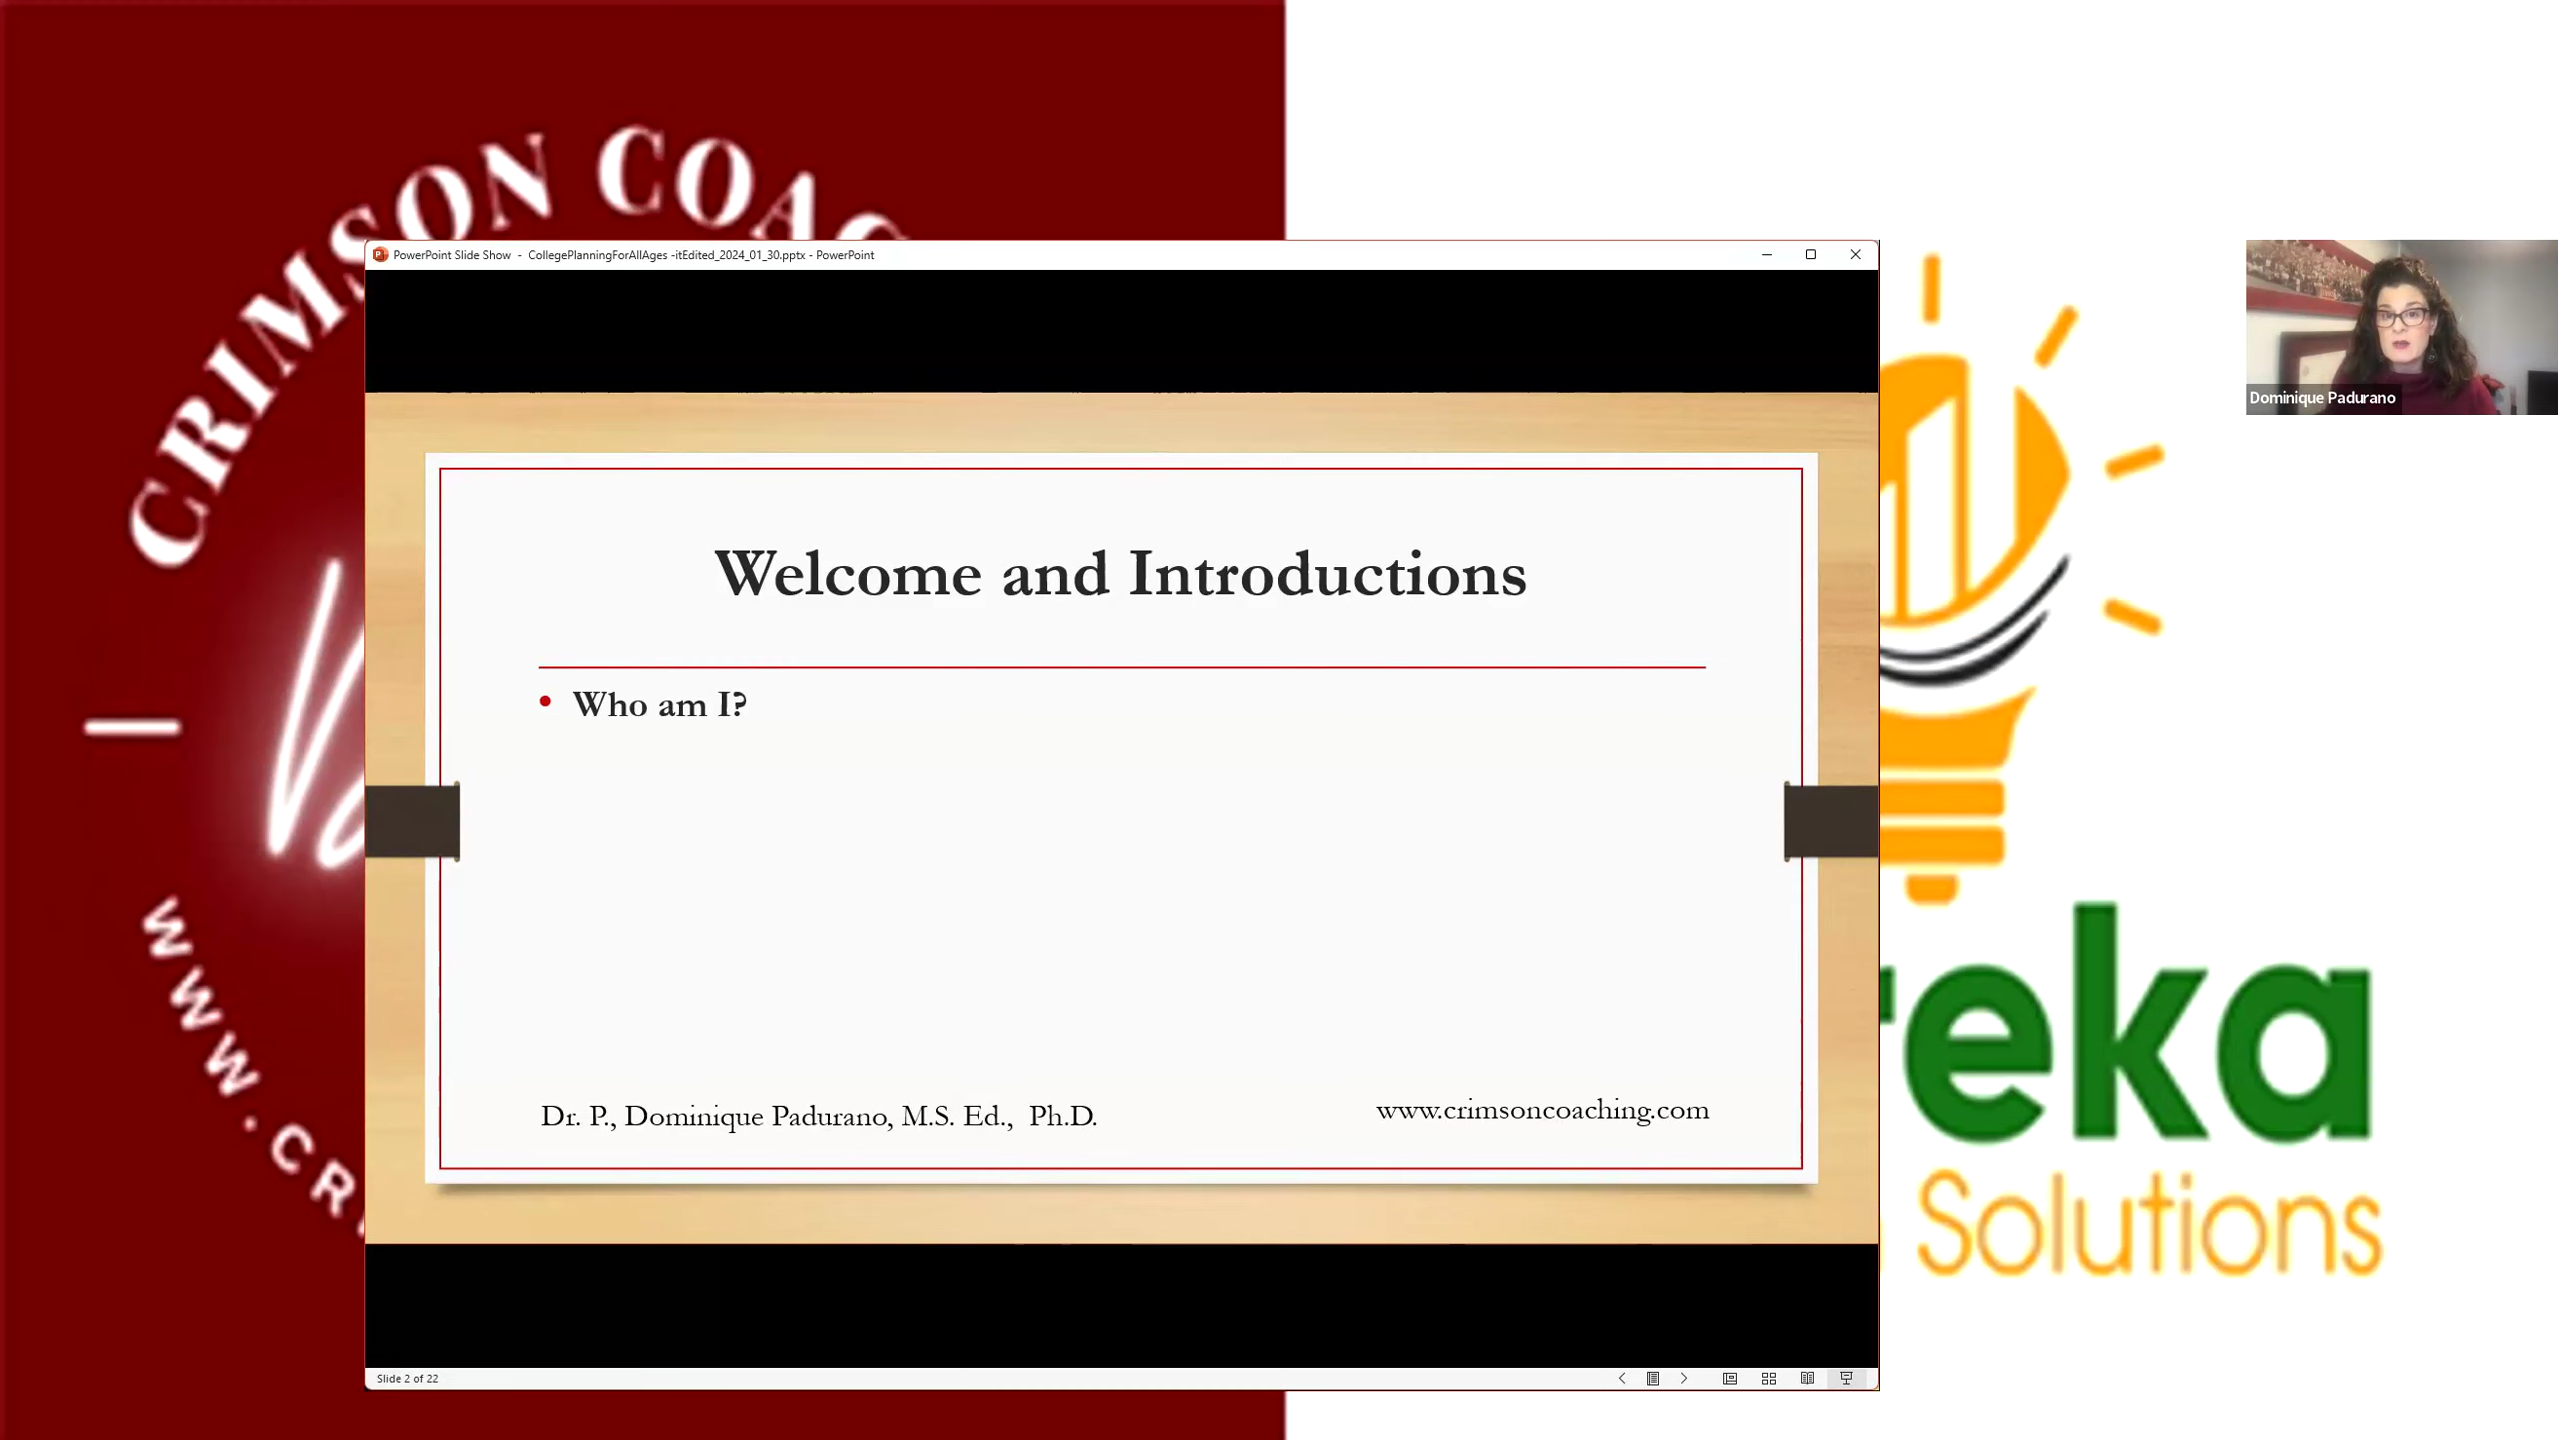 CRIMSON COAC
PowerPoint Slide Show - CollegePlanningForAllAges -itEdited_2024_01_30.pptx - PowerPoint
Dominique Padurano
Welcome and Introductions
• Who am I?
Dr. P., Dominique Padurano, M.S. Ed., Ph.D.
www.crimsoncoaching.com
www.CR
reka
Solutions
Slide 2 of 22